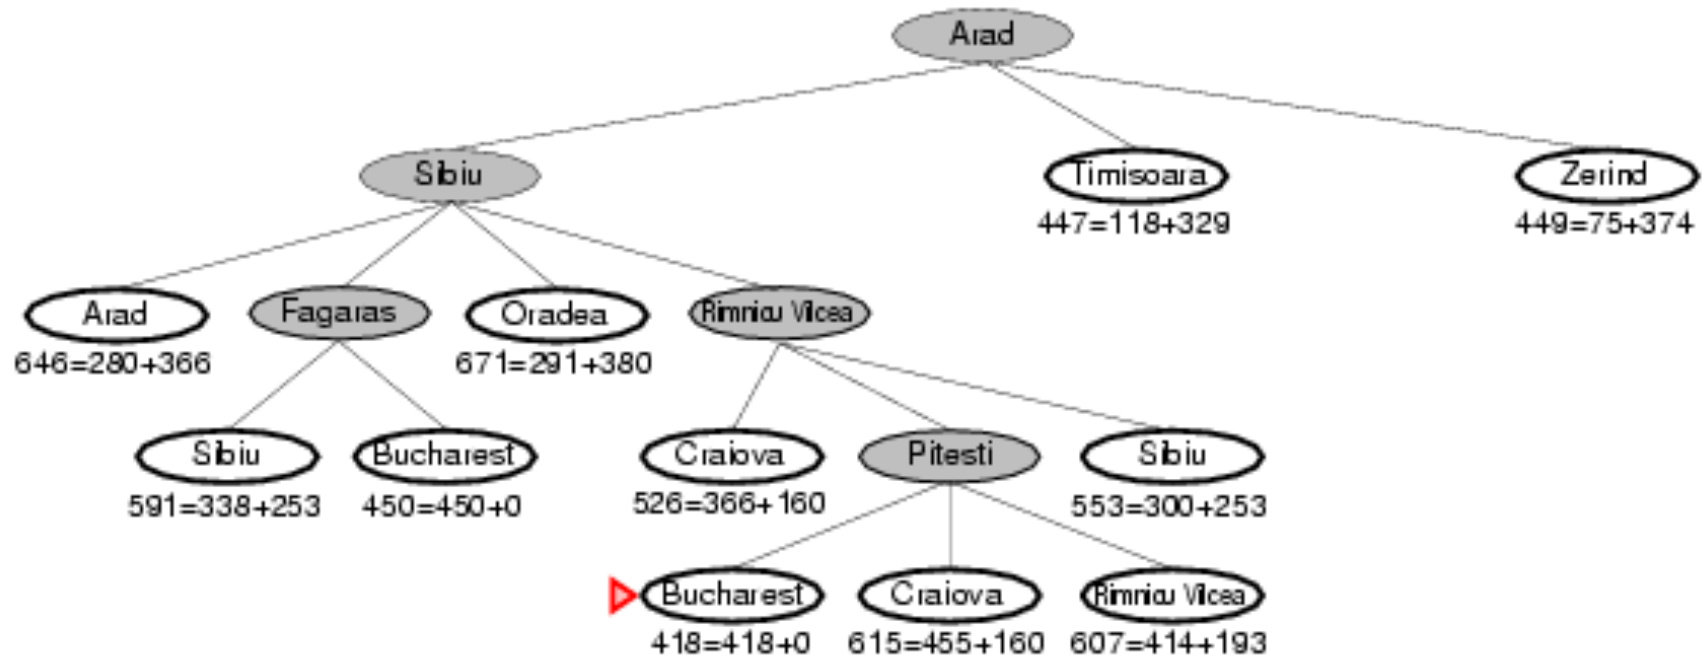 Arad
Sibiu
Timisoara
Zerind
447=118+329
449=75+374
Arad
Fagaras
Oradea
Rimnicu Vilcea
646=280+366
671=291+380
Sibiu
Bucharest
Craiova
Pitesti
Sibiu
591=338+253
450=450+0
526=366+160
553=300+253
Bucharest
Craiova
Rimnicu Vilcea
418=418+0
615=455+160
607=414+193